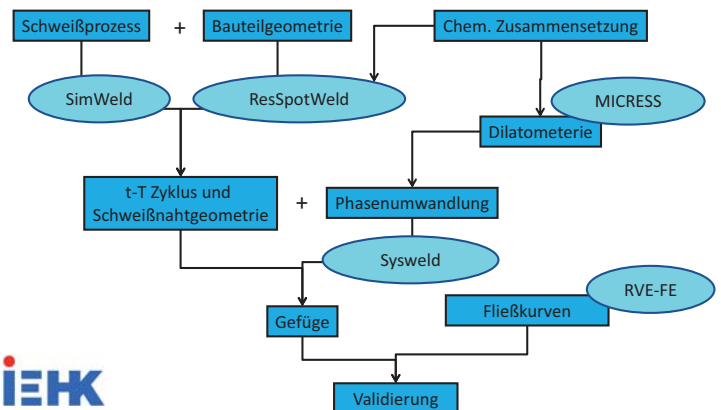 Schweißprozess + Bauteilgeometrie
Chem. Zusammensetzung
SimWeld
ResSpotWeld
MICRESS
Dilatometerie
t-T Zyklus und
Schweißnahtgeometrie
+
Phasenumwandlung
Sysweld
RVE-FE
Gefüge
Fließkurven
IEHK
Validierung